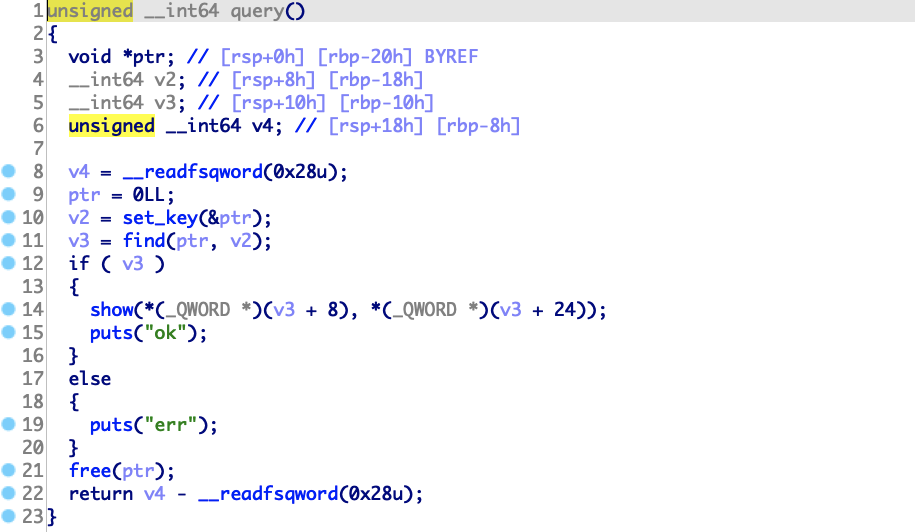 1 unsigned __int64 query()
2 {
3 void *ptr; // [rsp+0h] [rbp-20h] BYREF
4 __int64 v2; // [rsp+8h] [rbp-18h]
5 __int64 v3; // [rsp+10h] [rbp-10h]
6 unsigned __int64 v4; // [rsp+18h] [rbp-8h]
7
8 v4 = __readfsqword(0x28u);
9 ptr = 0LL;
10 v2 = set_key(&ptr);
11 v3 = find(ptr, v2);
12 if ( v3 )
13 {
14 show(*(_QWORD *)(v3 + 8), *(_QWORD *)(v3 + 24));
15 puts("ok");
16 }
17 else
18 {
19 puts("err");
20 }
21 free(ptr);
22 return v4 - __readfsqword(0x28u);
23 }